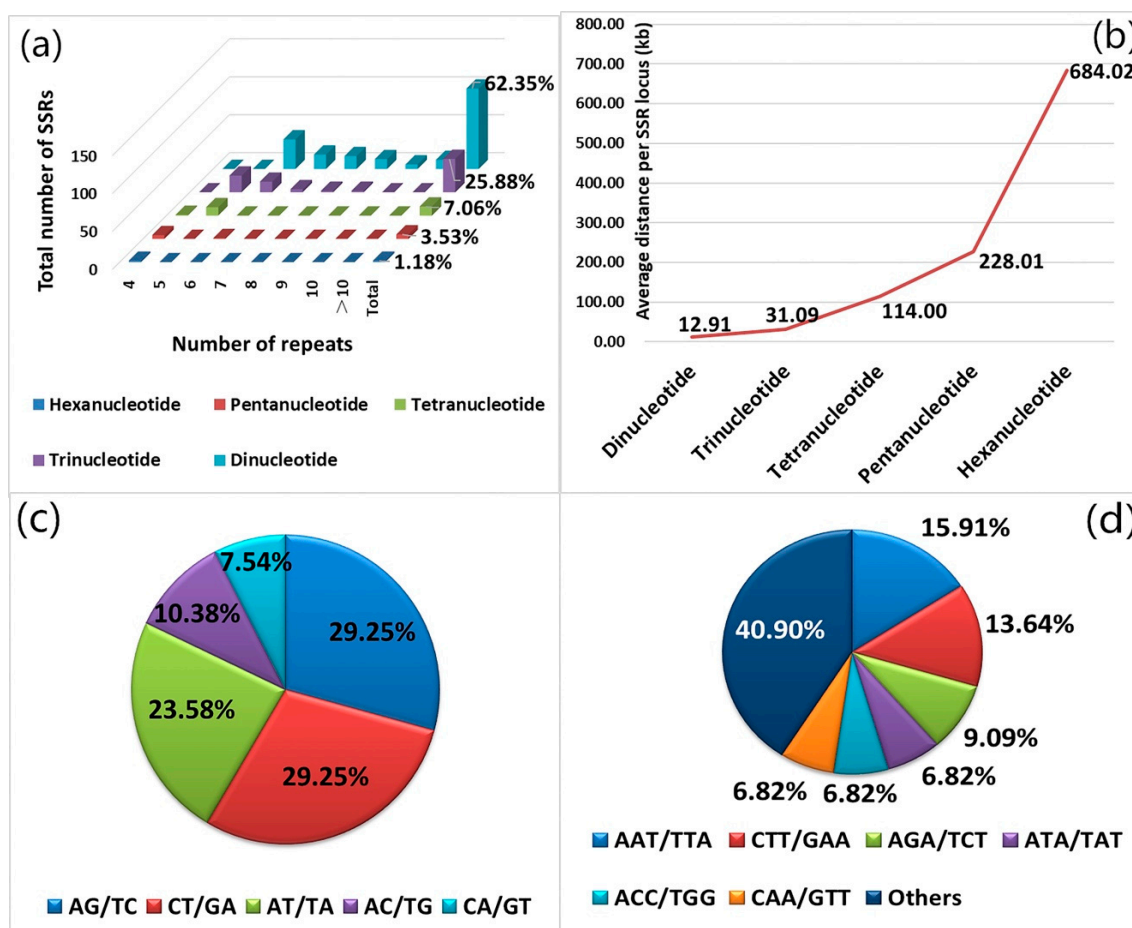 (a)
Total number of SSRs
150
100
50
0
62.35%
25.88%
7.06%
3.53%
1.18%
4
5
6
7
8
9
10
>10
Total
Number of repeats
Hexanucleotide Pentanucleotide Tetranucleotide
Trinucleotide Dinucleotide
(b)
Average distance per SSR locus (kb)
800.00
700.00
600.00
500.00
400.00
300.00
200.00
100.00
0.00
12.91
31.09
114.00
228.01
684.02
Dinucleotide
Trinucleotide
Tetranucleotide
Pentanucleotide
Hexanucleotide
(c)
7.54%
10.38%
29.25%
23.58%
29.25%
AG/TC CT/GA AT/TA AC/TG CA/GT
(d)
15.91%
40.90%
13.64%
9.09%
6.82%
6.82%
6.82%
AAT/TTA CTT/GAA AGA/TCT ATA/TAT
ACC/TGG CAA/GTT Others